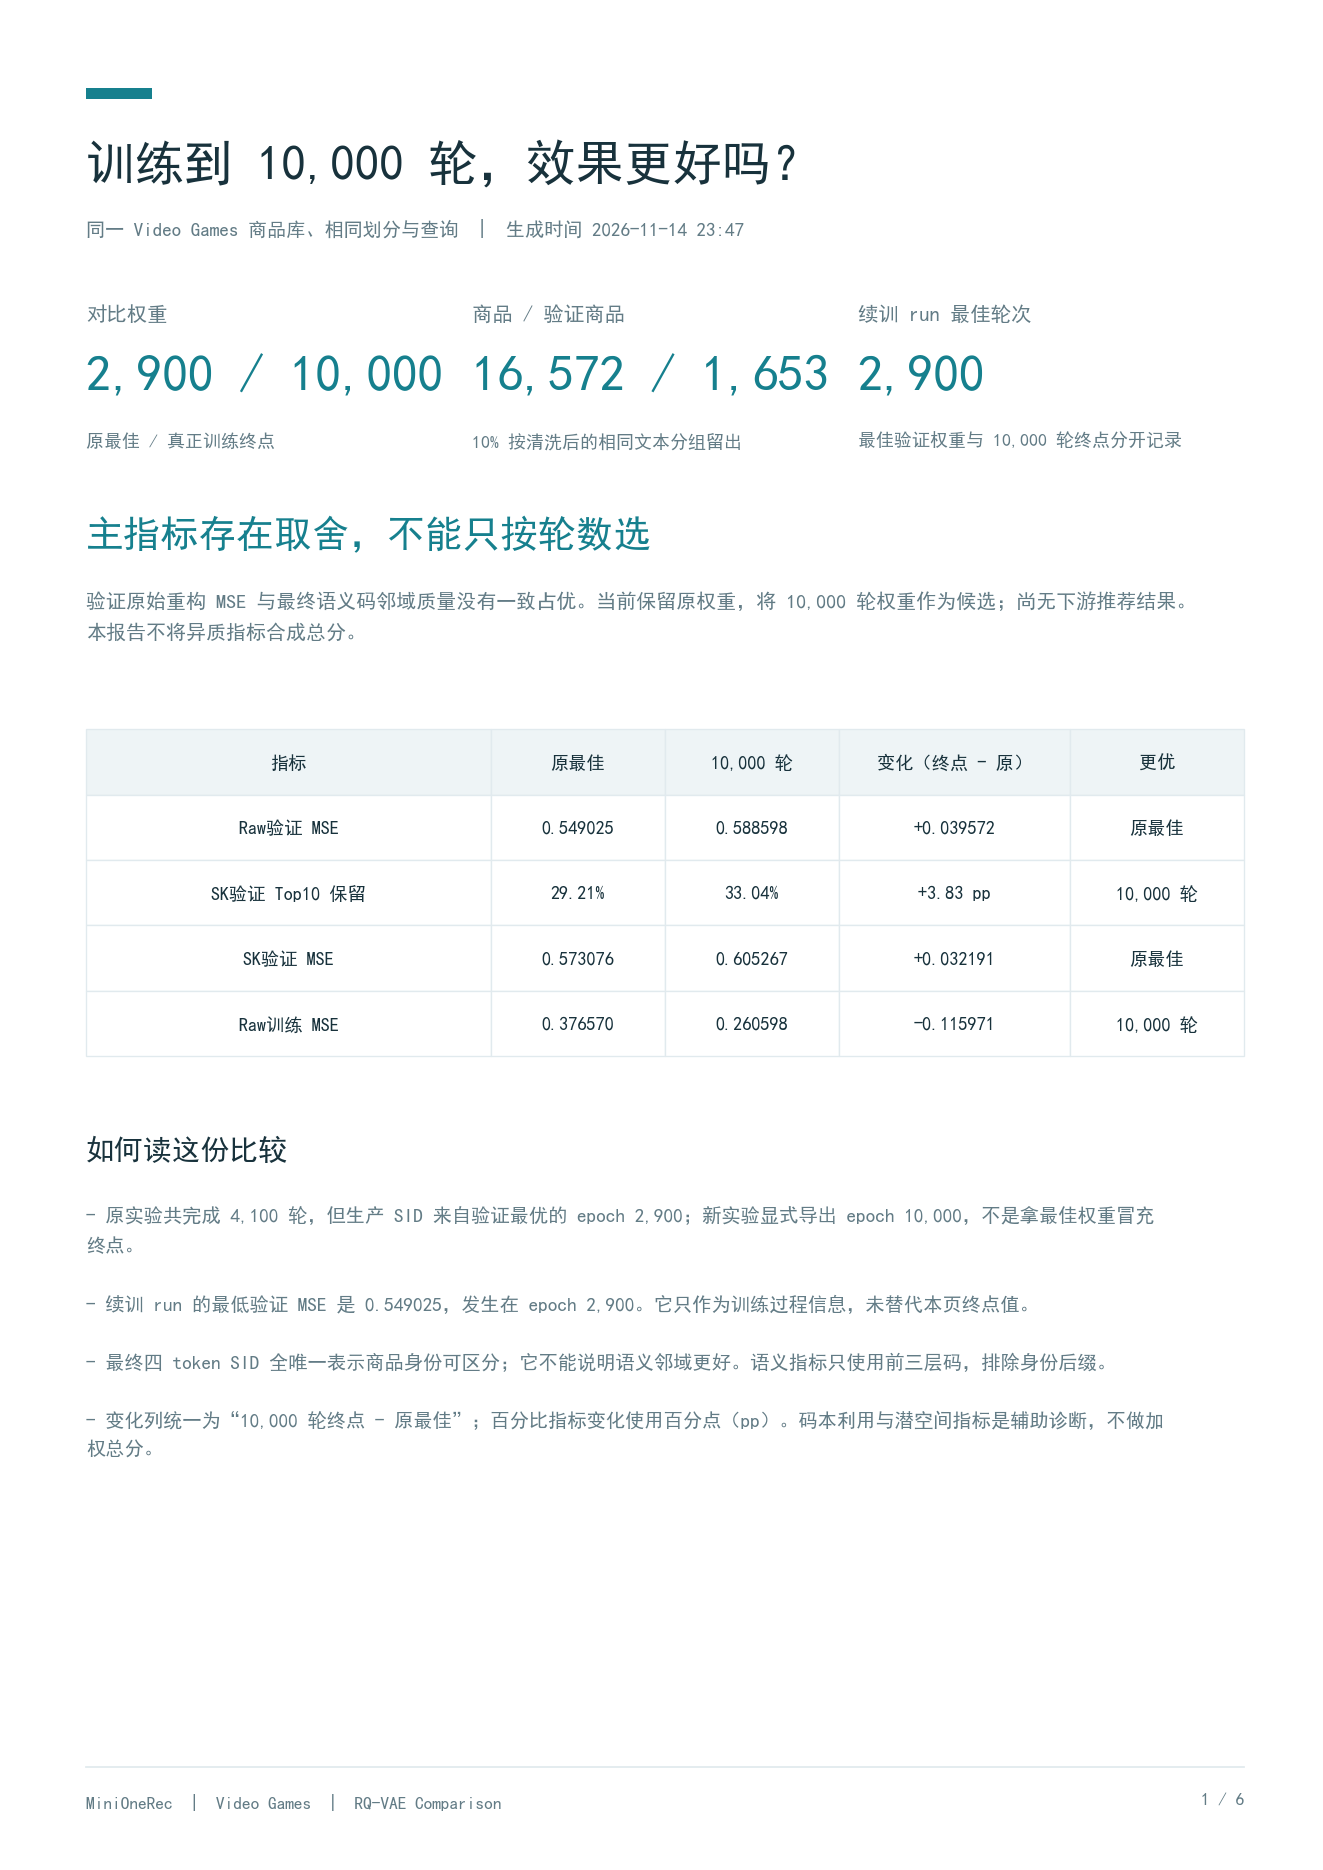 训练到 10,000 轮，效果更好吗？
同一 Video Games 商品库、相同划分与查询 | 生成时间 2026-11-14 23:47
对比权重 商品 / 验证商品 续训 run 最佳轮次
2,900 / 10,000 16,572 / 1,653 2,900
原最佳 / 真正训练终点 10% 按清洗后的相同文本分组留出 最佳验证权重与 10,000 轮终点分开记录
主指标存在取舍，不能只按轮数选
验证原始重构 MSE 与最终语义码邻域质量没有一致占优。当前保留原权重，将 10,000 轮权重作为候选；尚无下游推荐结果。
本报告不将异质指标合成总分。
指标 原最佳 10,000 轮 变化（终点 - 原） 更优
Raw验证 MSE 0.549025 0.588598 +0.039572 原最佳
SK验证 Top10 保留 29.21% 33.04% +3.83 pp 10,000 轮
SK验证 MSE 0.573076 0.605267 +0.032191 原最佳
Raw训练 MSE 0.376570 0.260598 -0.115971 10,000 轮
如何读这份比较
- 原实验共完成 4,100 轮，但生产 SID 来自验证最优的 epoch 2,900；新实验显式导出 epoch 10,000，不是拿最佳权重冒充
终点。
- 续训 run 的最低验证 MSE 是 0.549025，发生在 epoch 2,900。它只作为训练过程信息，未替代本页终点值。
- 最终四 token SID 全唯一表示商品身份可区分；它不能说明语义邻域更好。语义指标只使用前三层码，排除身份后缀。
- 变化列统一为“10,000 轮终点 - 原最佳”；百分比指标变化使用百分点（pp）。码本利用与潜空间指标是辅助诊断，不做加
权总分。
MiniOneRec | Video Games | RQ-VAE Comparison 1 / 6